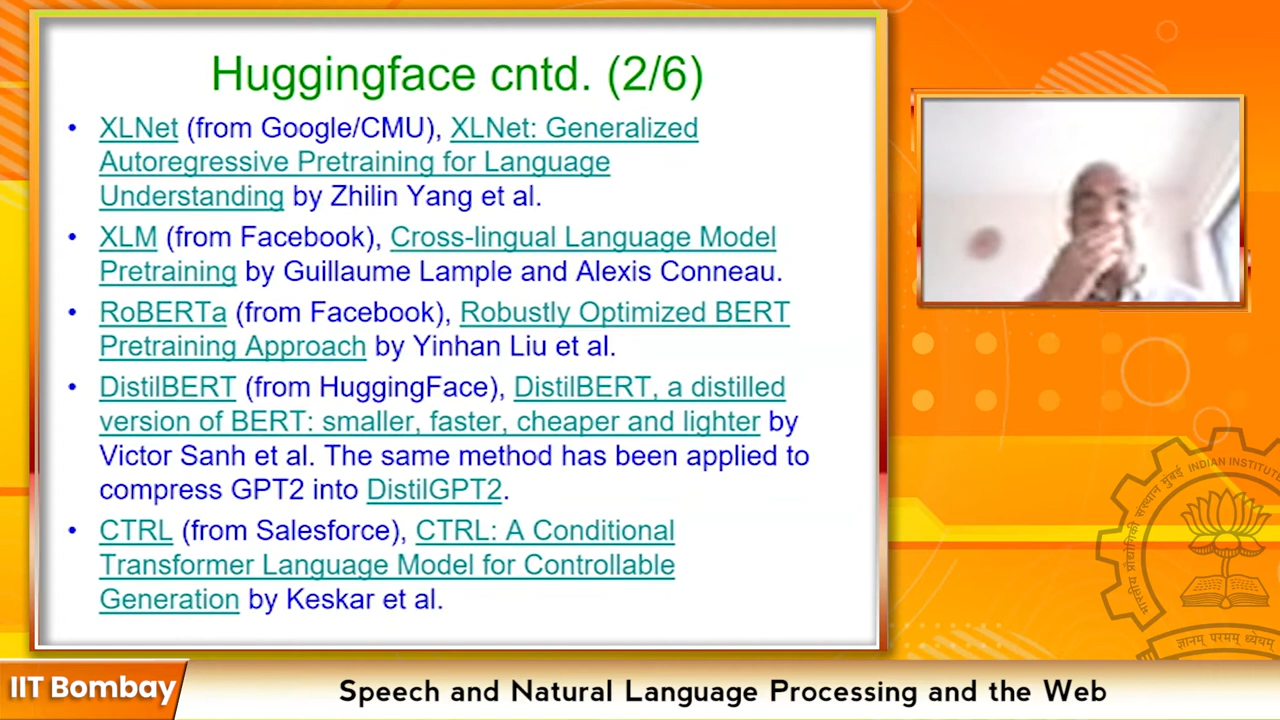 Huggingface cntd. (2/6)
• XLNet (from Google/CMU), XLNet: Generalized
Autoregressive Pretraining for Language
Understanding by Zhilin Yang et al.
• XLM (from Facebook), Cross-lingual Language Model
Pretraining by Guillaume Lample and Alexis Conneau.
• RoBERTa (from Facebook), Robustly Optimized BERT
Pretraining Approach by Yinhan Liu et al.
• DistilBERT (from HuggingFace), DistilBERT, a distilled
version of BERT: smaller, faster, cheaper and lighter by
Victor Sanh et al. The same method has been applied to
compress GPT2 into DistilGPT2.
• CTRL (from Salesforce), CTRL: A Conditional
Transformer Language Model for Controllable
Generation by Keskar et al.
भारतीय प्रौद्योगिकी संस्थान मुंबई INDIAN INSTITUTE
ज्ञानम् परमम् ध्येयम्
IIT Bombay
Speech and Natural Language Processing and the Web